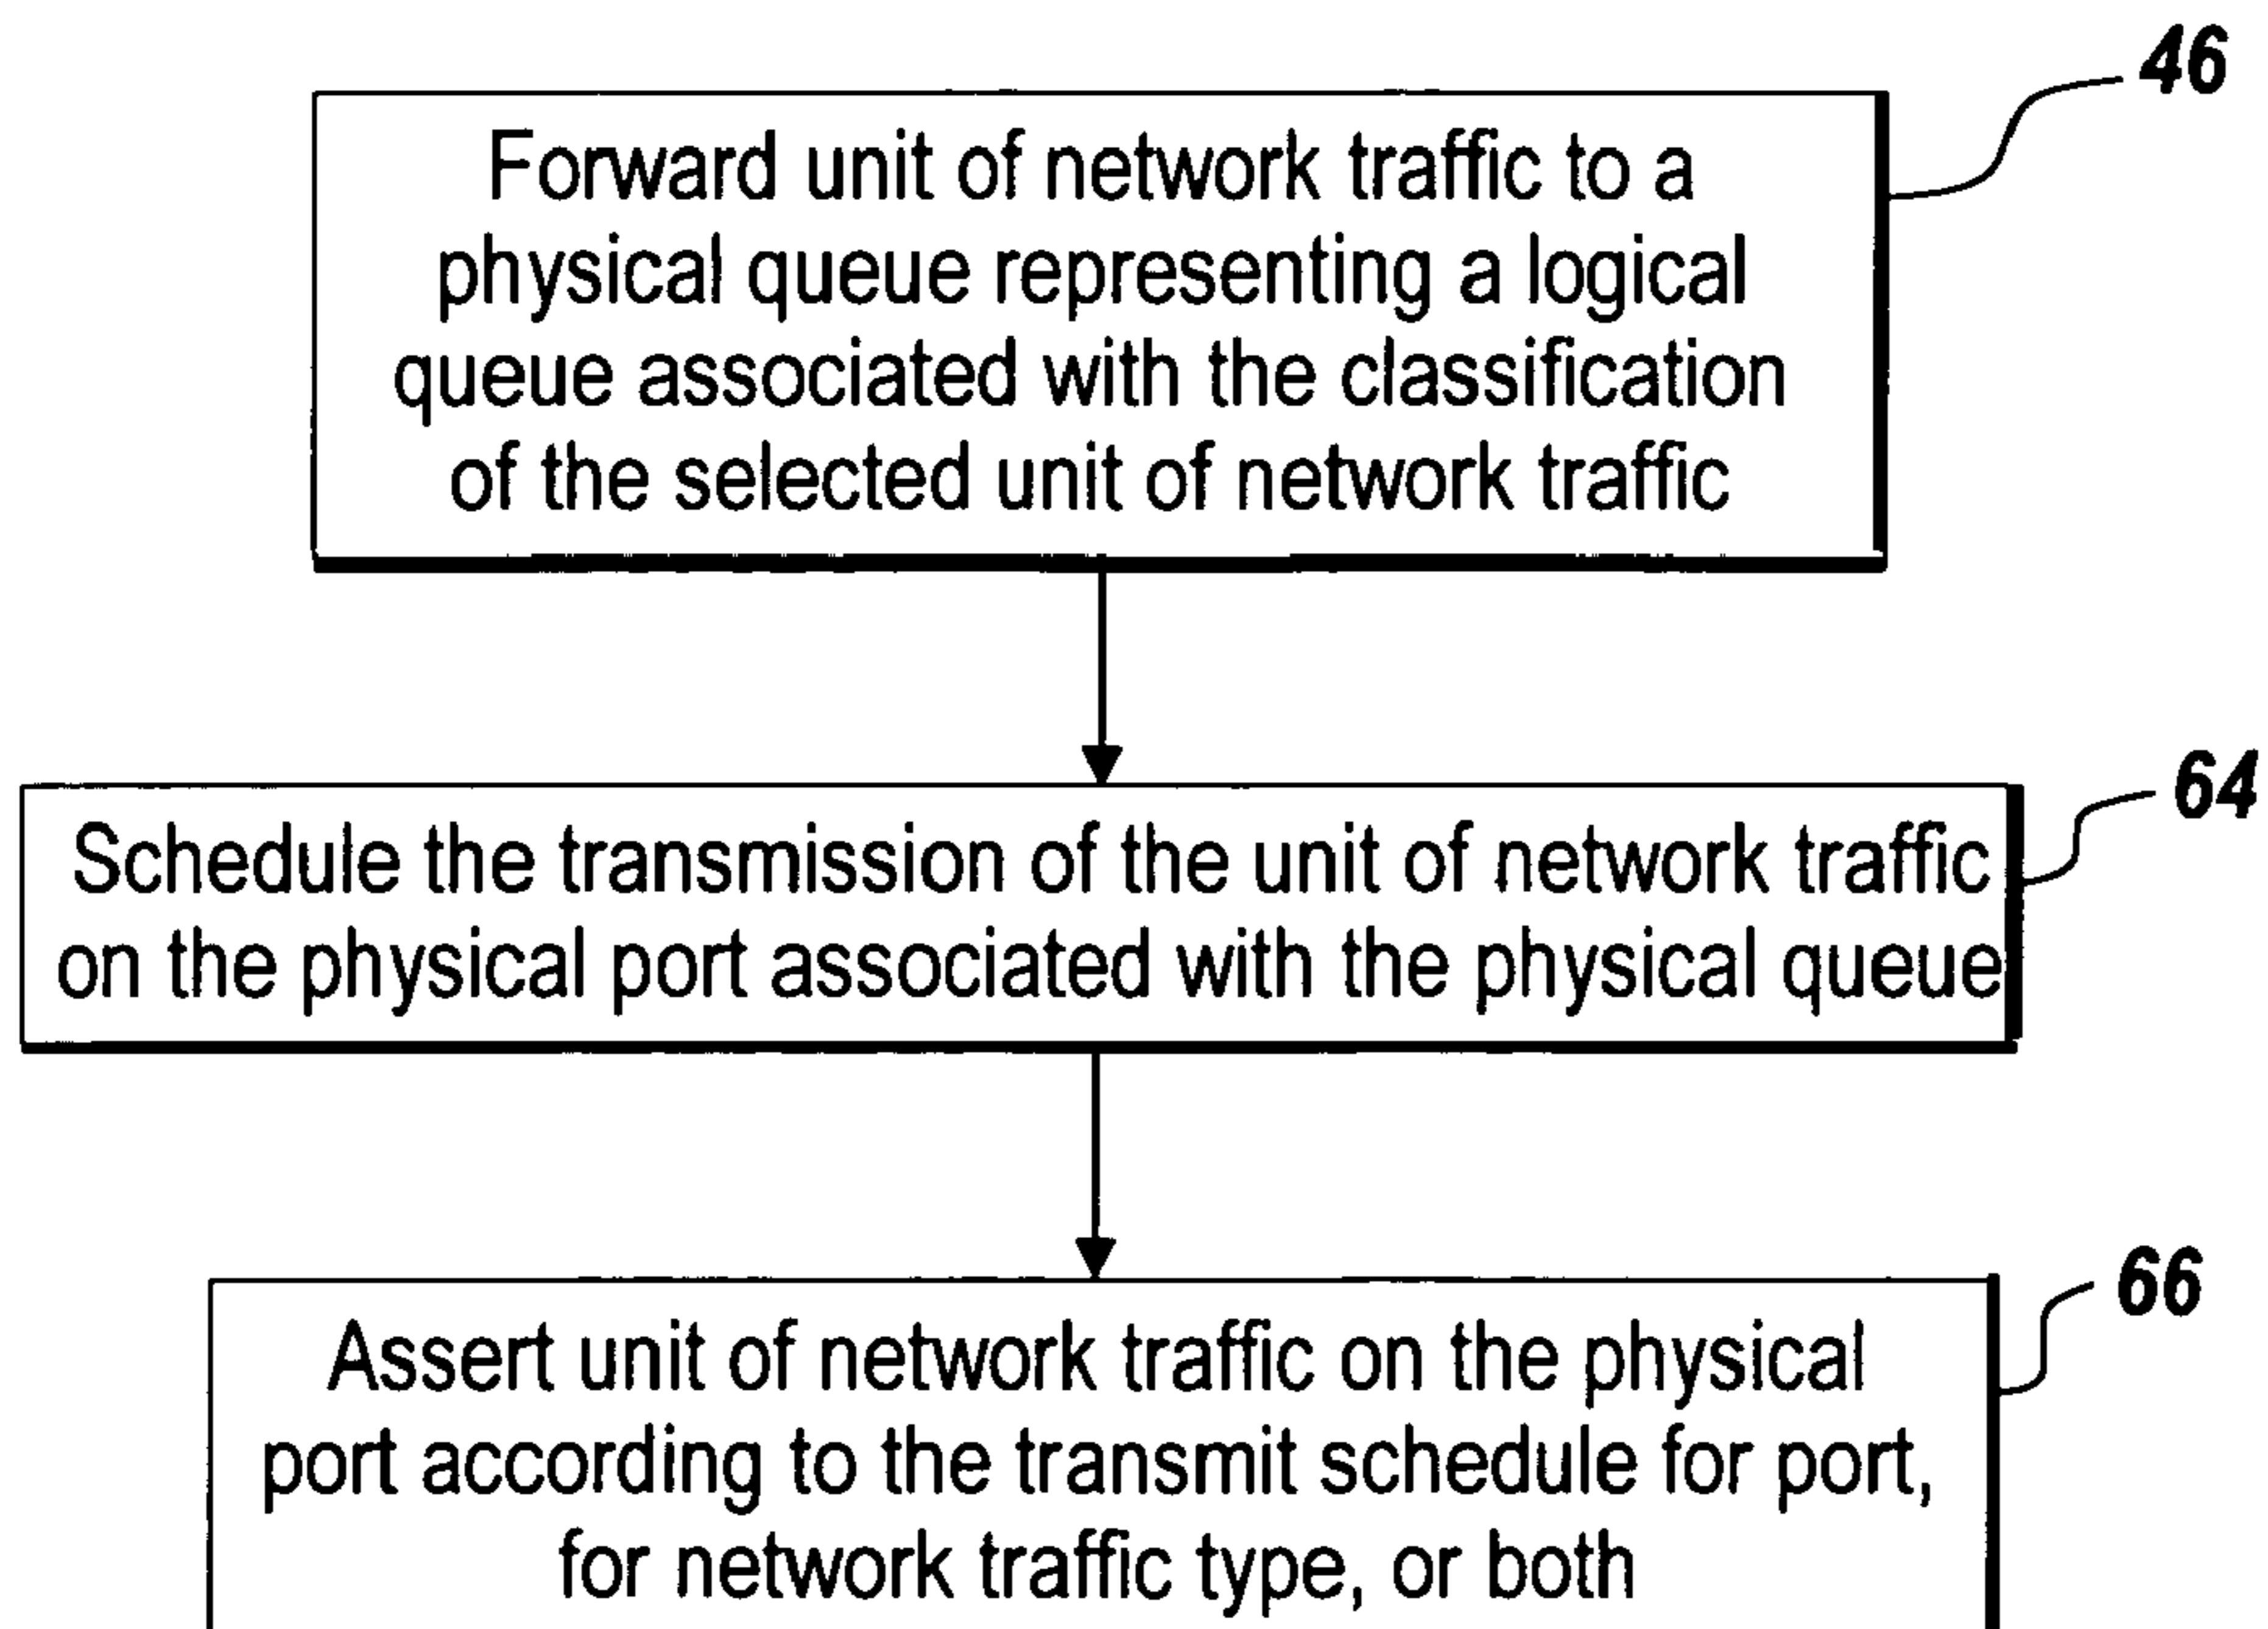 46
Forward unit of network traffic to a
physical queue representing a logical
queue associated with the classification
of the selected unit of network traffic
64
Schedule the transmission of the unit of network traffic
on the physical port associated with the physical queue
66
Assert unit of network traffic on the physical
port according to the transmit schedule for port,
for network traffic type, or both